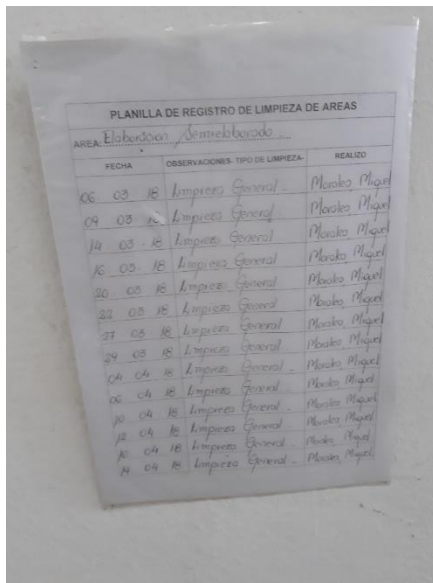 PLANILLA DE REGISTRO DE LIMPIEZA DE AREAS
AREA: Elaboracion /Semielaborado
FECHA OBSERVACIONES- TIPO DE LIMPIEZA- REALIZO
06 03 18 Limpieza General - Morales Miguel
09 03 18 Limpieza General Morales Miguel
14 03 18 Limpieza General Morales Miguel
16 03 18 Limpieza General - Morales Miguel
20 03 18 Limpieza General Morales Miguel
22 03 18 Limpieza General Morales Miguel
27 03 18 Limpieza General Morales Miguel
29 03 18 Limpieza General Morales Miguel
04 04 18 Limpieza General - Morales Miguel
06 04 18 Limpieza General - Morales Miguel
10 04 18 Limpieza General - Morales Miguel
12 04 18 Limpieza General Morales Miguel
04 18 Limpieza General - Morales, Miguel
04 18 Limpieza General - Morales, Miguel